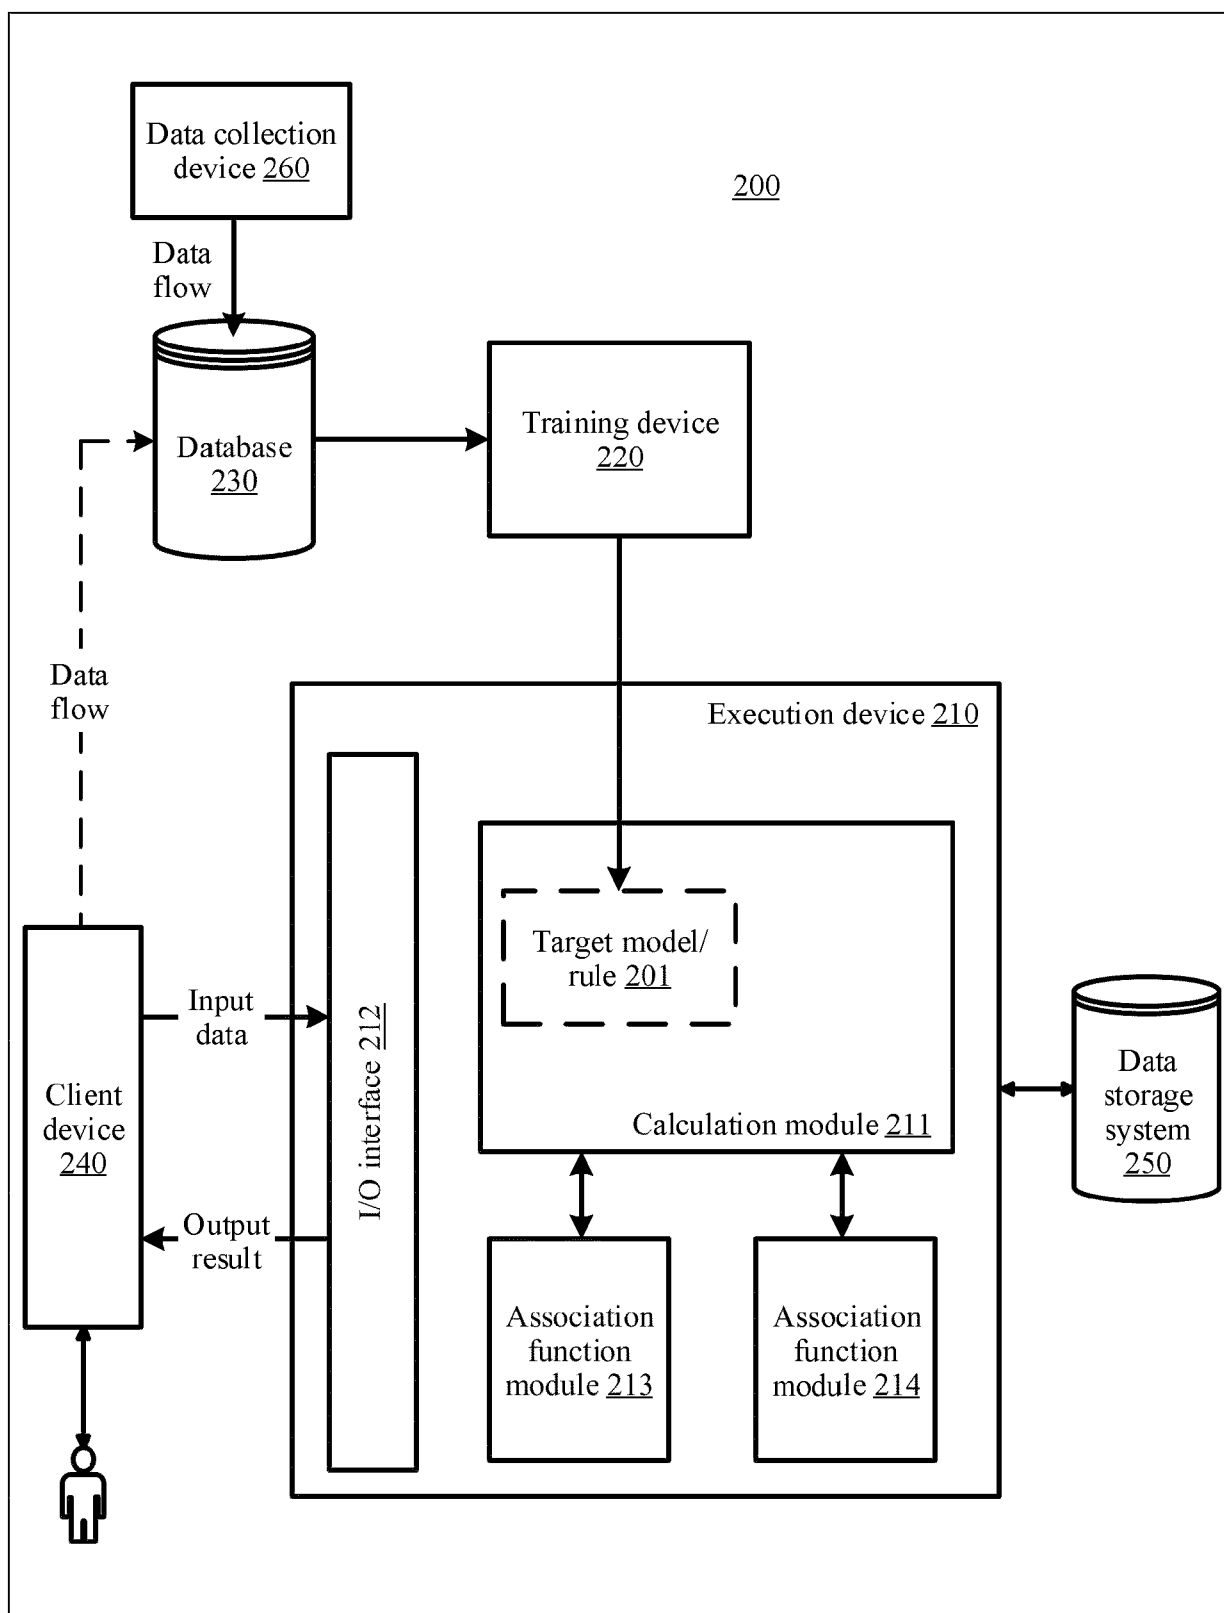 Data collection
device 260
200
Data
flow
Database
230
Training device
220
Data
flow
Execution device 210
Target model/
rule 201
Input
data
I/O interface 212
Client
device
240
Data
storage
system
250
Calculation module 211
Output
result
Association
function
module 213
Association
function
module 214